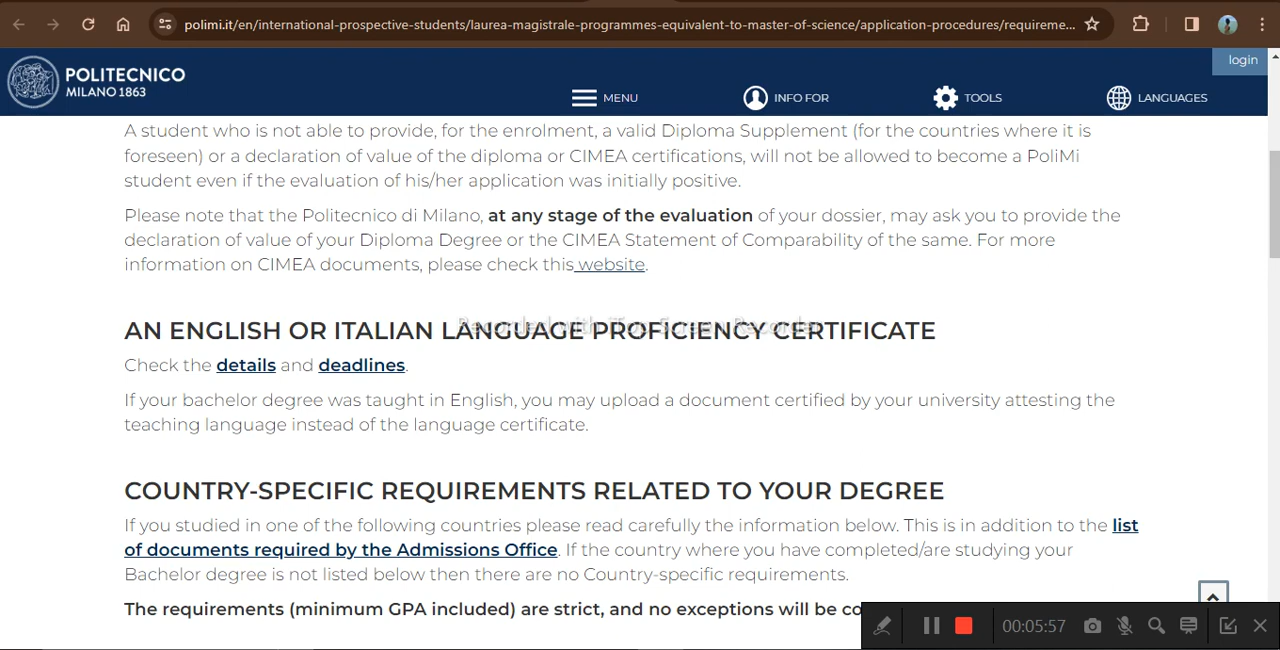 polimi.it/en/international-prospective-students/laurea-magistrale-programmes-equivalent-to-master-of-science/application-procedures/requireme...
login
POLITECNICO
MILANO 1863
MENU
INFO FOR
TOOLS
LANGUAGES
A student who is not able to provide, for the enrolment, a valid Diploma Supplement (for the countries where it is
foreseen) or a declaration of value of the diploma or CIMEA certifications, will not be allowed to become a PoliMi
student even if the evaluation of his/her application was initially positive.
Please note that the Politecnico di Milano, at any stage of the evaluation of your dossier, may ask you to provide the
declaration of value of your Diploma Degree or the CIMEA Statement of Comparability of the same. For more
information on CIMEA documents, please check this website.
Recorded with iTop Screen Recorder
AN ENGLISH OR ITALIAN LANGUAGE PROFICIENCY CERTIFICATE
Check the details and deadlines.
If your bachelor degree was taught in English, you may upload a document certified by your university attesting the
teaching language instead of the language certificate.
COUNTRY-SPECIFIC REQUIREMENTS RELATED TO YOUR DEGREE
If you studied in one of the following countries please read carefully the information below. This is in addition to the list
of documents required by the Admissions Office. If the country where you have completed/are studying your
Bachelor degree is not listed below then there are no Country-specific requirements.
The requirements (minimum GPA included) are strict, and no exceptions will be co
00:05:57